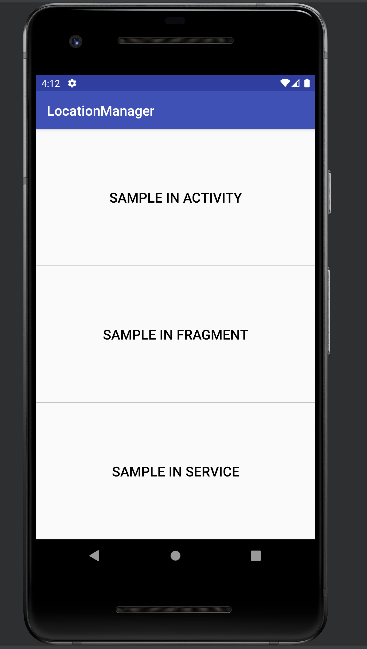 4:12
LocationManager
SAMPLE IN ACTIVITY
SAMPLE IN FRAGMENT
SAMPLE IN SERVICE